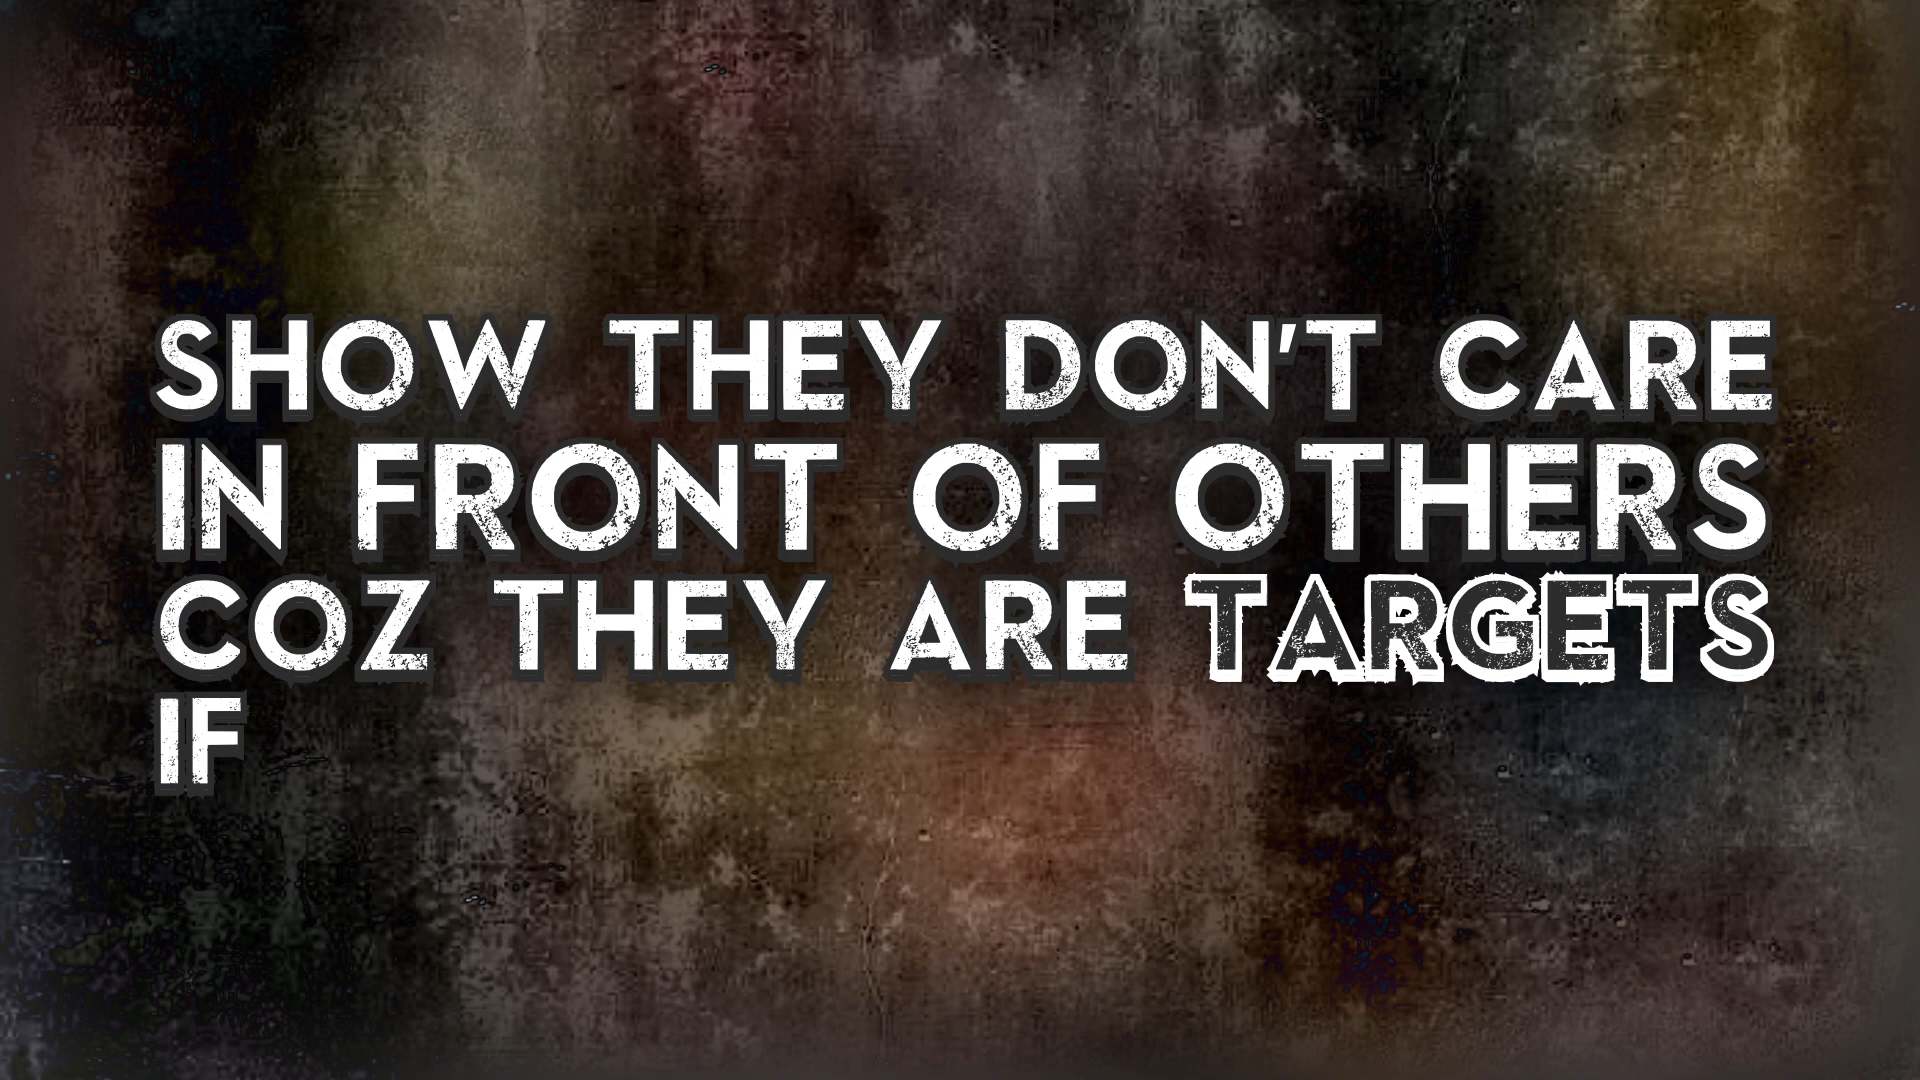 SHOW THEY DON'T CARE
IN FRONT OF OTHERS
COZ THEY ARE TARGETS
IF